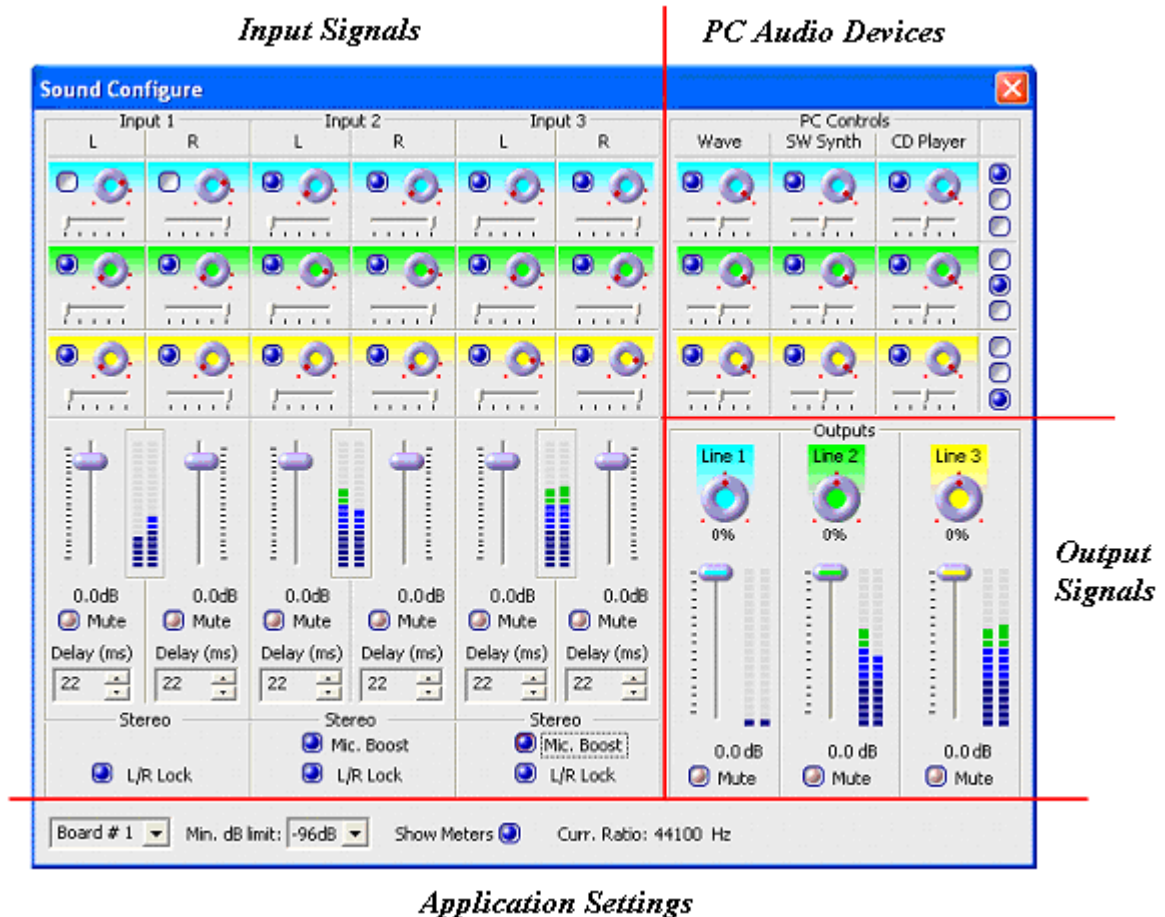 Input Signals
PC Audio Devices
Sound Configure
Input 1
Input 2
Input 3
PC Controls
L
R
L
R
L
R
Wave
SW Synth
CD Player
Outputs
Line 1
Line 2
Line 3
0%
0%
0%
Output
Signals
0.0dB
0.0dB
0.0dB
0.0dB
0.0dB
0.0dB
Mute
Mute
Mute
Mute
Mute
Mute
Delay (ms)
Delay (ms)
Delay (ms)
Delay (ms)
Delay (ms)
Delay (ms)
22
22
22
22
22
22
Stereo
Stereo
Stereo
Mic. Boost
Mic. Boost
L/R Lock
L/R Lock
L/R Lock
0.0 dB
0.0 dB
0.0 dB
Mute
Mute
Mute
Board # 1
Min. dB limit:
-96dB
Show Meters
Curr. Ratio: 44100 Hz
Application Settings